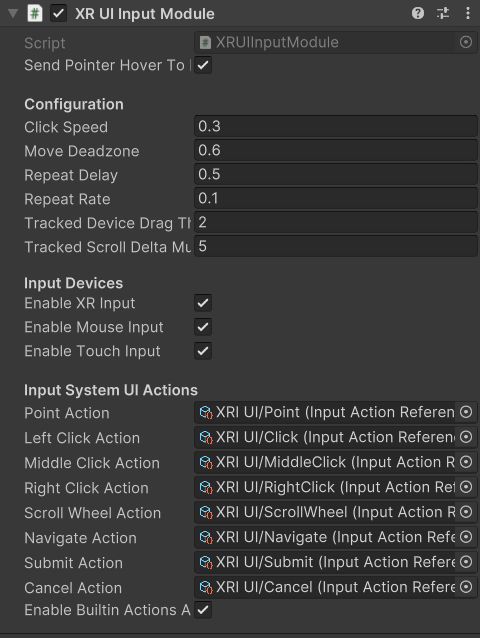 XR UI Input Module
Script XRUIInputModule
Send Pointer Hover To
Configuration
Click Speed 0.3
Move Deadzone 0.6
Repeat Delay 0.5
Repeat Rate 0.1
Tracked Device Drag Th 2
Tracked Scroll Delta Mu 5
Input Devices
Enable XR Input
Enable Mouse Input
Enable Touch Input
Input System UI Actions
Point Action XRI UI/Point (Input Action Referen
Left Click Action XRI UI/Click (Input Action Referenc
Middle Click Action XRI UI/MiddleClick (Input Action R
Right Click Action XRI UI/RightClick (Input Action Ref
Scroll Wheel Action XRI UI/ScrollWheel (Input Action R
Navigate Action XRI UI/Navigate (Input Action Refe
Submit Action XRI UI/Submit (Input Action Refere
Cancel Action XRI UI/Cancel (Input Action Refere
Enable Builtin Actions A